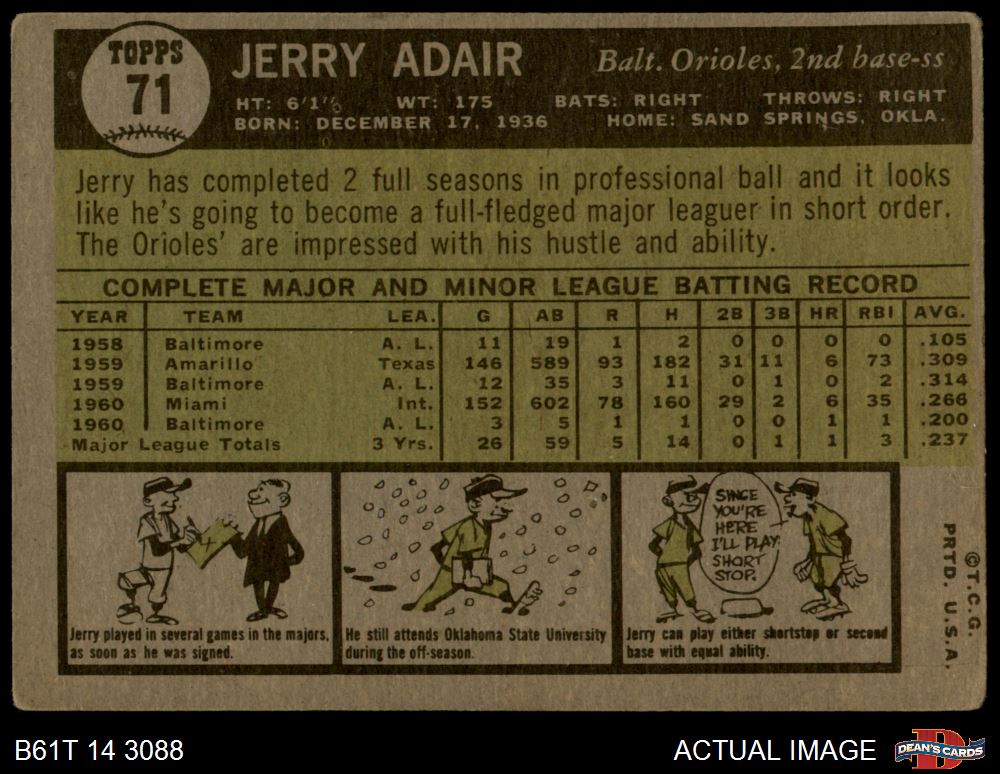 TOPPS
71
JERRY ADAIR
Balt. Orioles, 2nd base-ss
HT: 6'1" WT: 175 BATS: RIGHT THROWS: RIGHT
BORN: DECEMBER 17, 1936 HOME: SAND SPRINGS, OKLA.
Jerry has completed 2 full seasons in professional ball and it looks
like he's going to become a full-fledged major leaguer in short order.
The Orioles' are impressed with his hustle and ability.
COMPLETE MAJOR AND MINOR LEAGUE BATTING RECORD
YEAR TEAM LEA. G AB R H 2B 3B HR RBI AVG.
1958 Baltimore A. L. 11 19 1 2 0 0 0 0 .105
1959 Amarillo Texas 146 589 93 182 31 11 6 73 .309
1959 Baltimore A. L. 12 35 3 11 0 1 0 2 .314
1960 Miami Int. 152 602 78 160 29 2 6 35 .266
1960 Baltimore A. L. 3 5 1 1 0 0 1 1 .200
Major League Totals 3 Yrs. 26 59 5 14 0 1 1 3 .237
X
Jerry played in several games in the majors,
as soon as he was signed.
He still attends Oklahoma State University
during the off-season.
SINCE
YOU'RE
HERE
I'LL PLAY
SHORT
STOP.
Jerry can play either shortstop or second
base with equal ability.
©T.C.G.
PRTD. U.S.A.
B61T 14 3088
ACTUAL IMAGE
D
DEAN'S CARDS